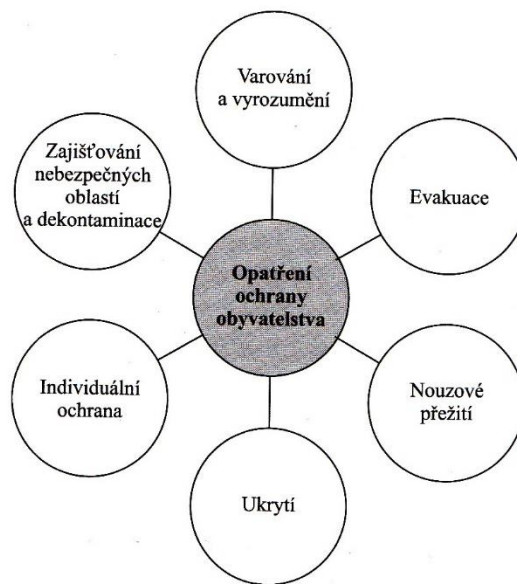 Varování
a vyrozumění
Zajišťování
nebezpečných
oblastí
a dekontaminace
Evakuace
Opatření
ochrany
obyvatelstva
Individuální
ochrana
Nouzové
přežití
Ukrytí